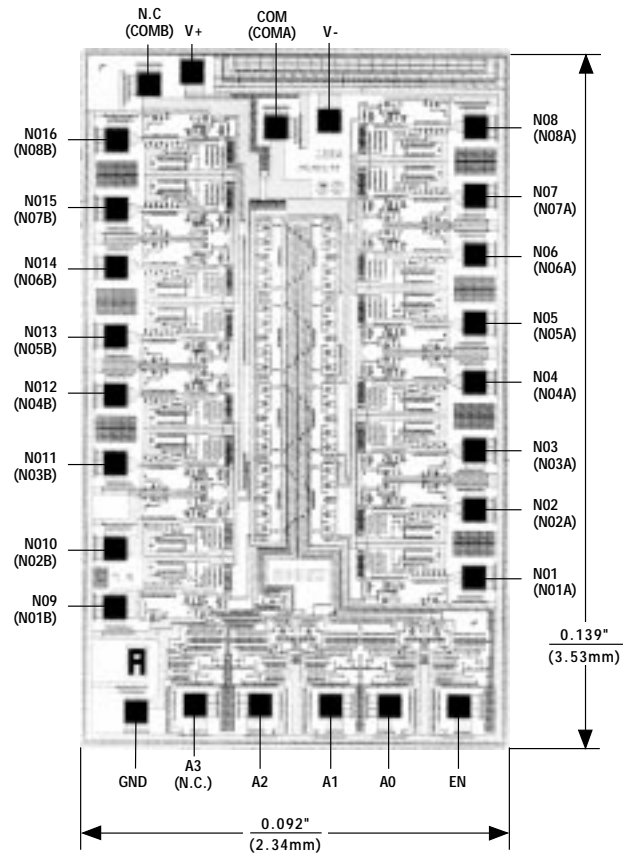 N.C
(COMB)
V+
COM
(COMA)
V-
N016
(N08B)
N015
(N07B)
N014
(N06B)
N013
(N05B)
N012
(N04B)
N011
(N03B)
N010
(N02B)
N09
(N01B)
N08
(N08A)
N07
(N07A)
N06
(N06A)
N05
(N05A)
N04
(N04A)
N03
(N03A)
N02
(N02A)
N01
(N01A)
0.139"
(3.53mm)
A
GND
A3
(N.C.)
A2
A1
A0
EN
0.092"
(2.34mm)